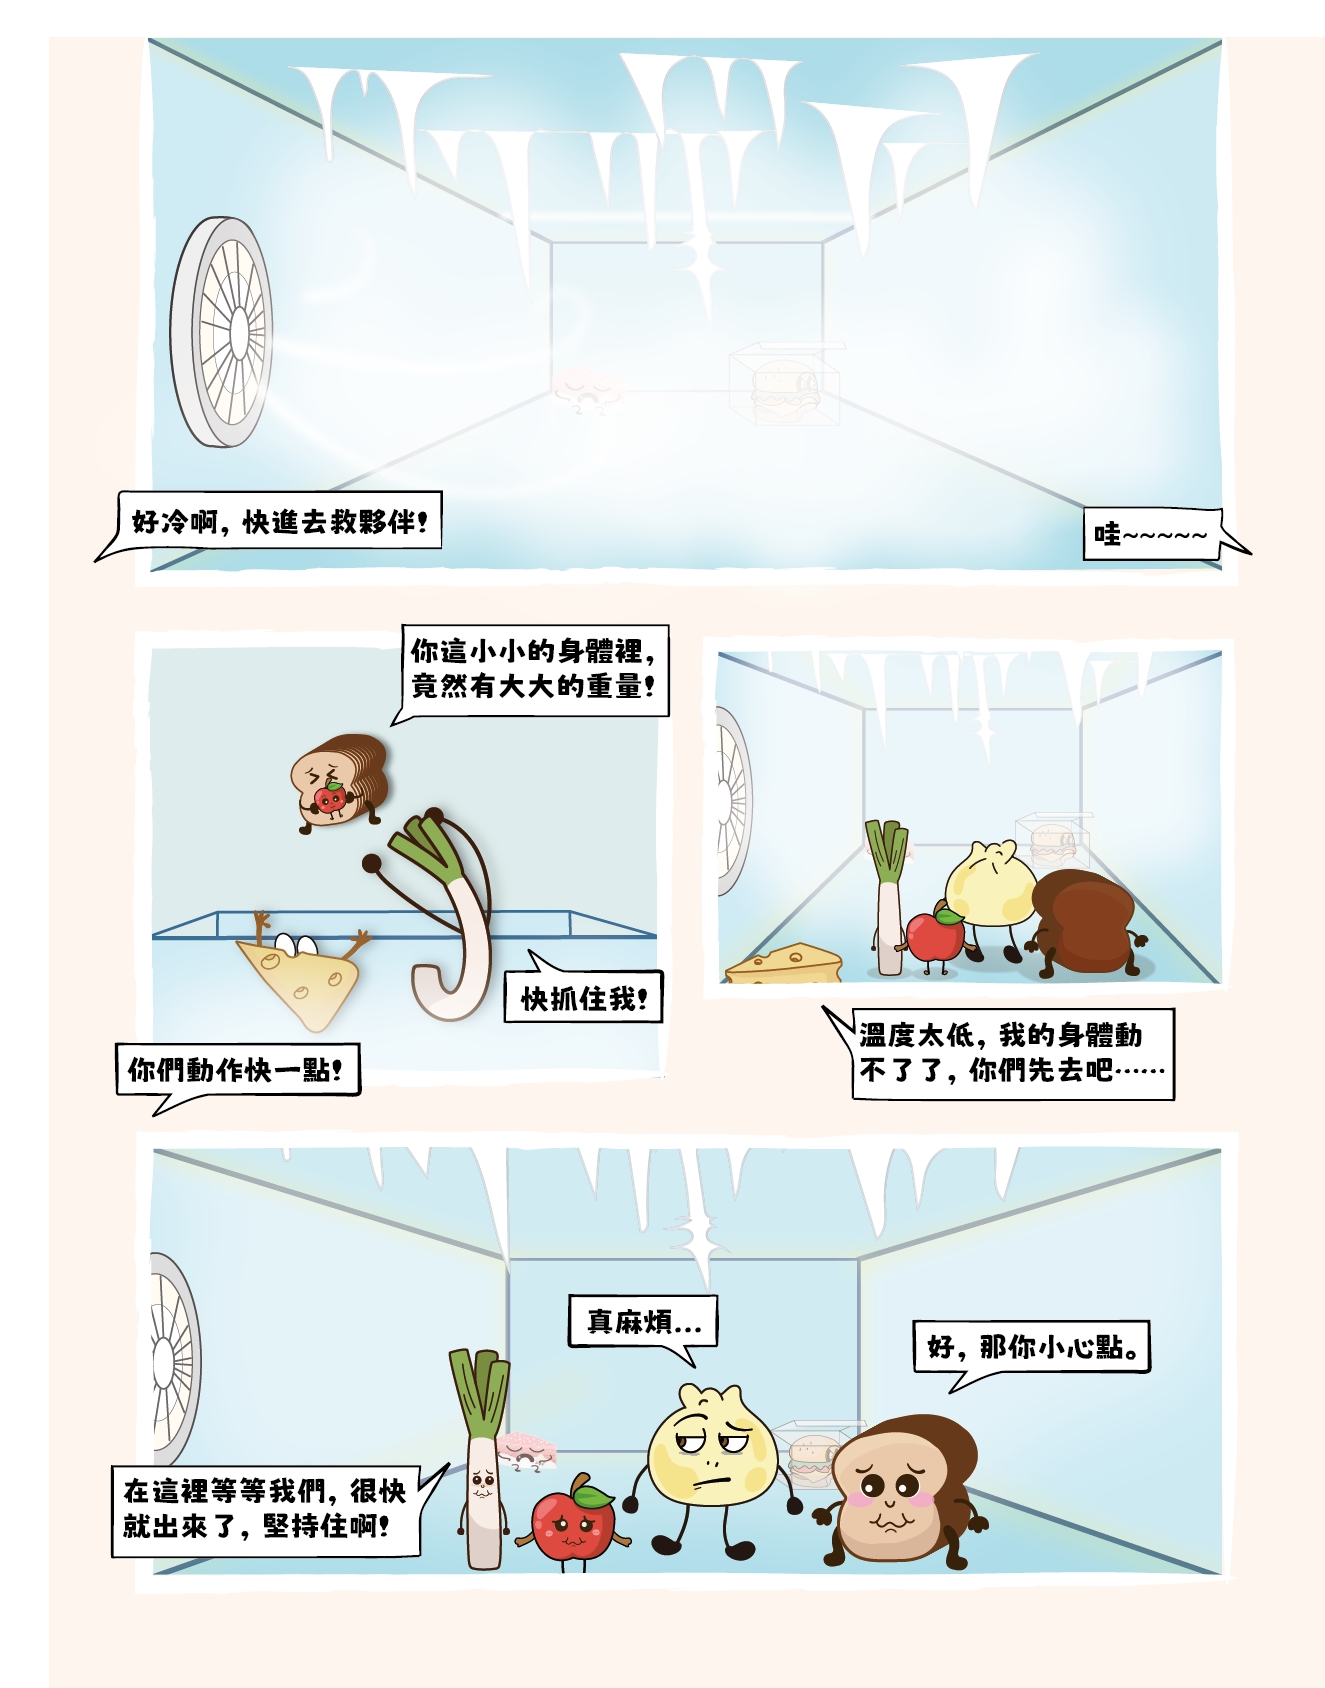 好冷啊，快進去救夥伴！
哇~~~~~
你這小小的身體裡，
竟然有大大的重量！
快抓住我！
你們動作快一點！
溫度太低，我的身體動
不了了，你們先去吧……
真麻煩...
好，那你小心點。
在這裡等等我們，很快
就出來了，堅持住啊！